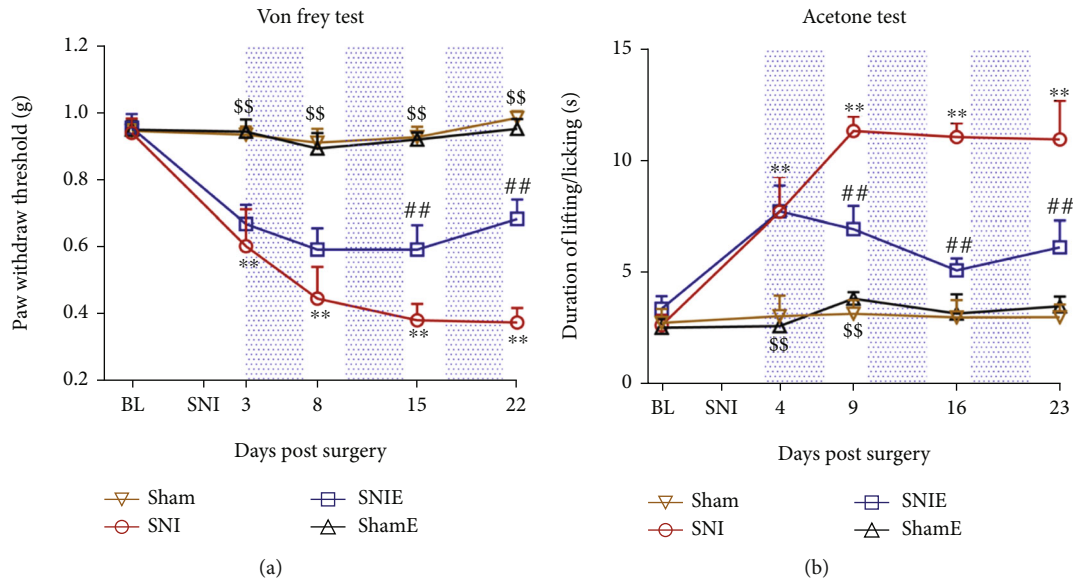 Von frey test
1.2
1.0
0.8
0.6
0.4
0.2
Paw withdraw threshold (g)
$$ $$ $$ $$
## ##
** ** ** **
BL SNI 3 8 15 22
Days post surgery
Sham SNIE
SNI ShamE
(a)
Acetone test
15
10
5
0
Duration of lifting/licking (s)
** ** ** **
## ## ##
$$ $$
BL SNI 4 9 16 23
Days post surgery
Sham SNIE
SNI ShamE
(b)